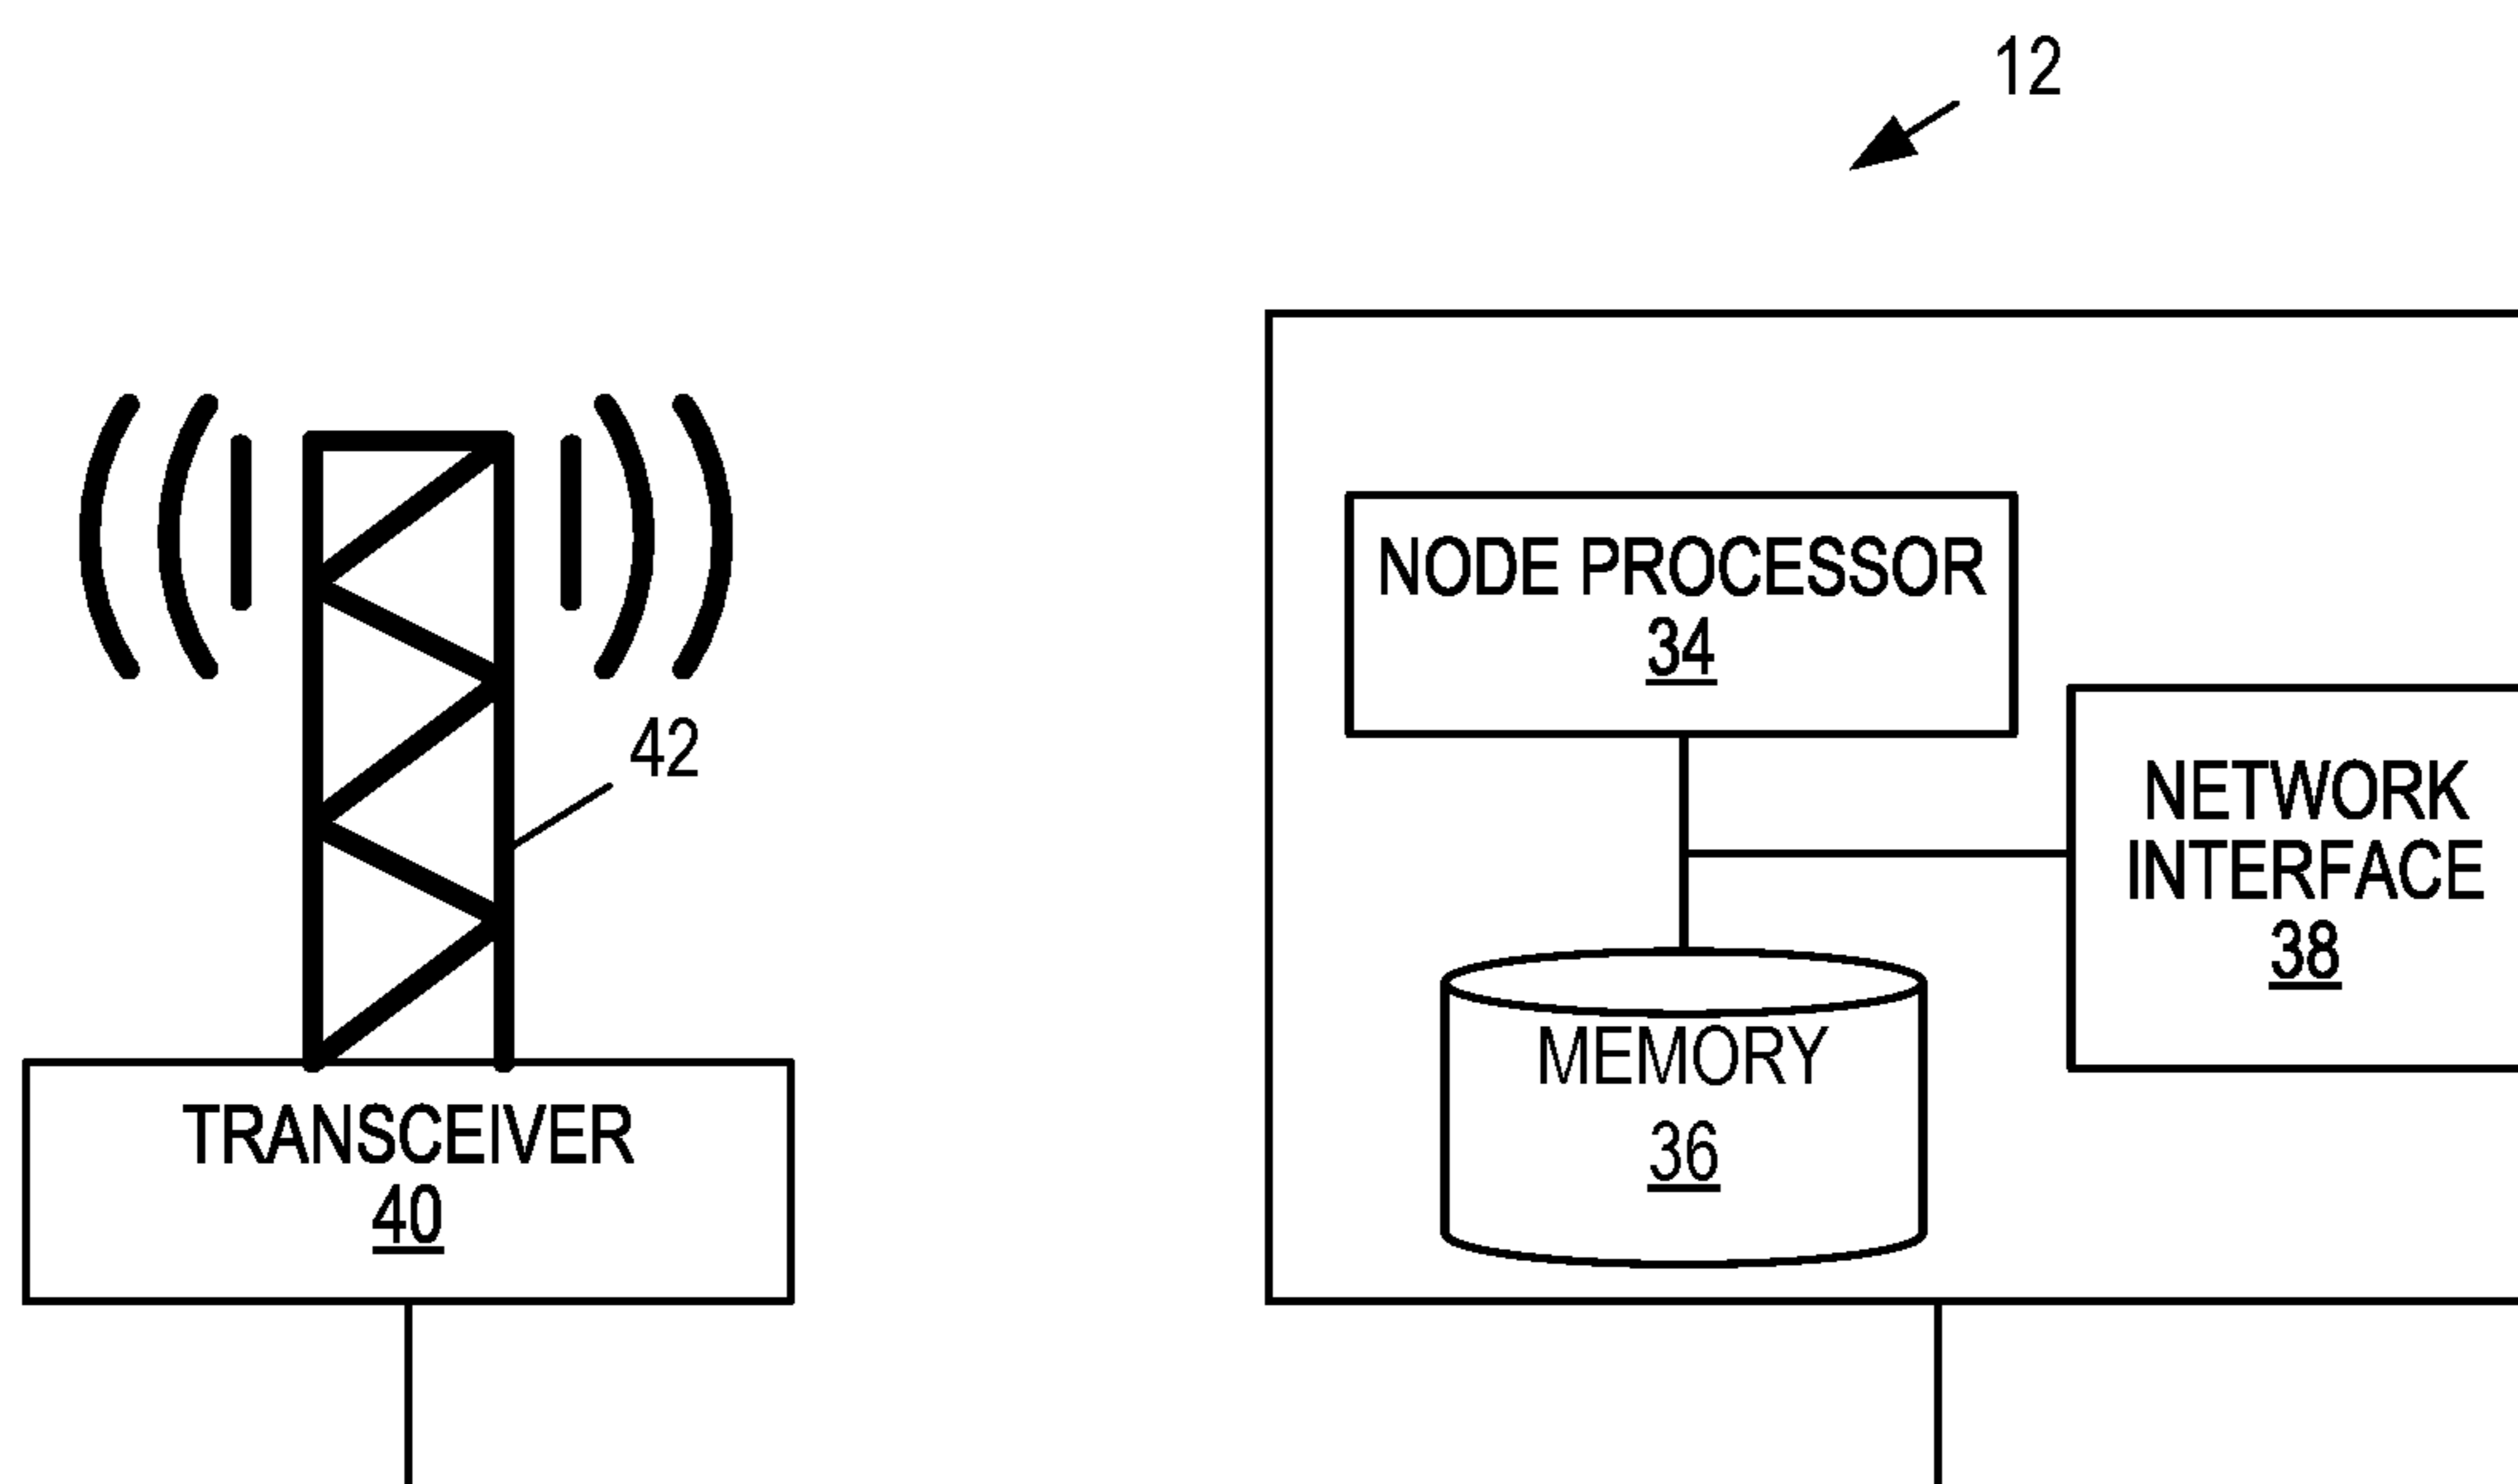 12
NODE PROCESSOR
34
42
NETWORK
INTERFACE
38
MEMORY
36
TRANSCEIVER
40